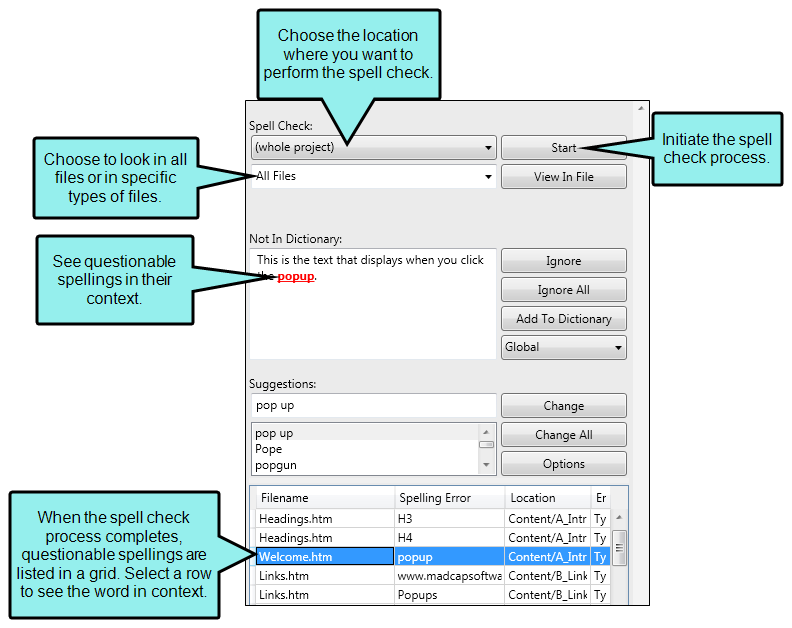 Choose the location
where you want to
perform the spell check.
Spell Check:
(whole project)
Start
Initiate the spell
check process.
Choose to look in all
files or in specific
types of files.
All Files
View In File
Not In Dictionary:
See questionable
spellings in their
context.
This is the text that displays when you click
the popup.
Ignore
Ignore All
Add To Dictionary
Global
Suggestions:
pop up
Change
pop up
Pope
popgun
Change All
Options
When the spell check
process completes,
questionable spellings are
listed in a grid. Select a row
to see the word in context.
Filename Spelling Error Location Er
Headings.htm H3 Content/A_Intr Ty
Headings.htm H4 Content/A_Intr Ty
Welcome.htm popup Content/A_Intr Ty
Links.htm www.madcapsoftwa Content/B_Link Ty
Links.htm Popups Content/B_Link Ty